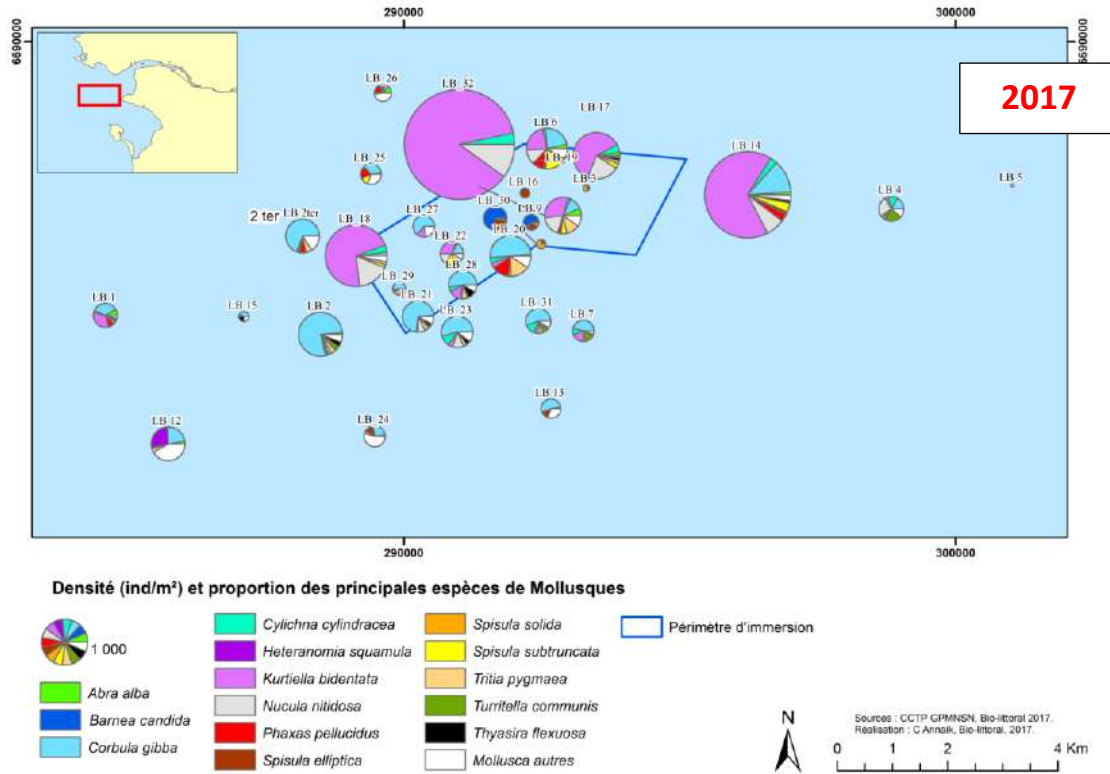 290000
300000
6690000
6690000
2017
LB 26
LB 32
LB 17
LB 6
LB 19
LB 14
LB 25
LB 16
LB 3
LB 5
LB 4
2 ter
LB 2ter
LB 27
LB 30
LB 9
LB 18
LB 22
LB 20
LB 28
LB 29
LB 1
LB 15
LB 2
LB 21
LB 23
LB 31
LB 7
LB 13
LB 12
LB 24
290000
300000
Densité (ind/m²) et proportion des principales espèces de Mollusques
1 000
Abra alba
Barnea candida
Corbula gibba
Cylichna cylindracea
Heteranomia squamula
Kurtiella bidentata
Nucula nitidosa
Phaxas pellucidus
Spisula elliptica
Spisula solida
Spisula subtruncata
Tritia pygmaea
Turritella communis
Thyasira flexuosa
Mollusca autres
Périmètre d'immersion
N
Sources : CCTP GPMNSN, Bio-littoral 2017.
Réalisation : C Annaik, Bio-littoral, 2017.
0 2 4 Km